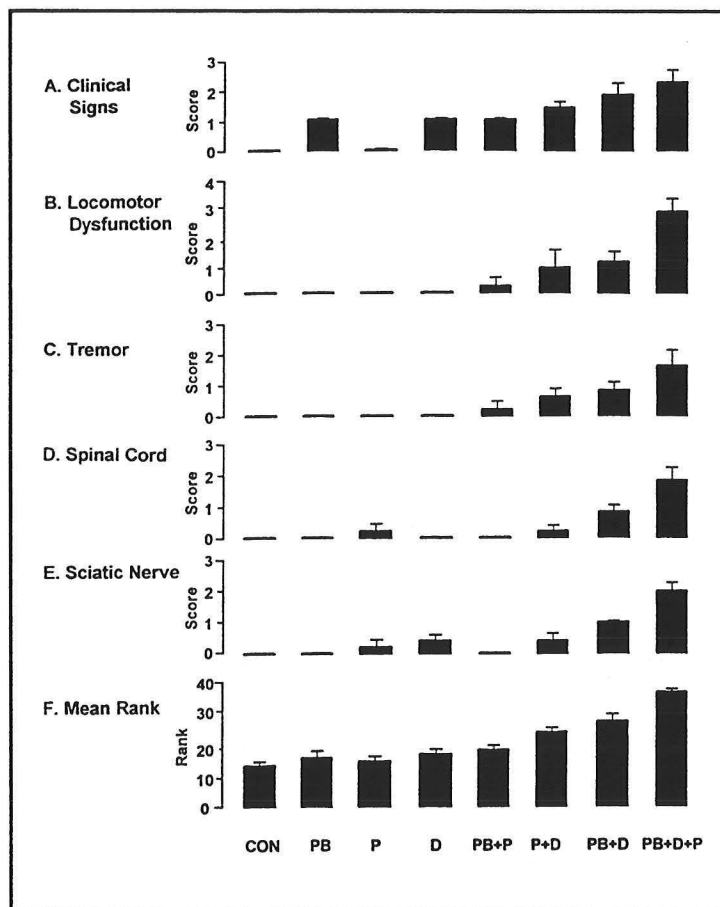 A. Clinical
Signs
Score
3
2
1
0
B. Locomotor
Dysfunction
Score
4
3
2
1
0
C. Tremor
Score
3
2
1
0
D. Spinal Cord
Score
3
2
1
0
E. Sciatic Nerve
Score
3
2
1
0
F. Mean Rank
Rank
40
30
20
10
0
CON PB P D PB+P P+D PB+D PB+D+P